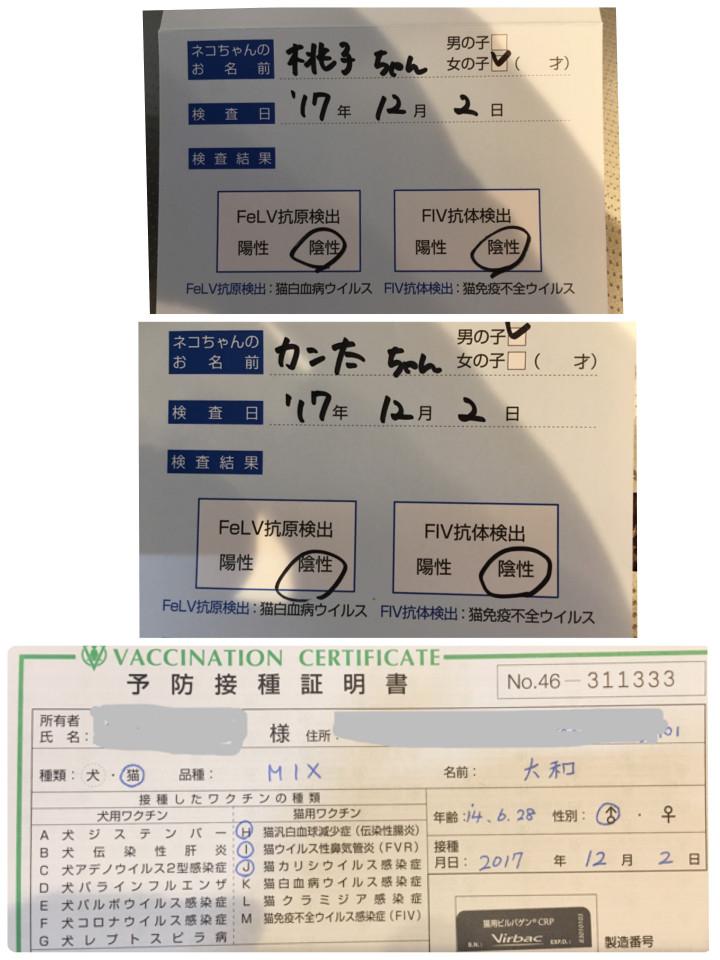 ネコちゃんの
お名前
桃子 ちゃん
男の子
女の子 ( 才)
検査日 '17年 12月 2日
検査結果
FeLV抗原検出
陽性 陰性
FIV抗体検出
陽性 陰性
FeLV抗原検出:猫白血病ウイルス FIV抗体検出:猫免疫不全ウイルス
ネコちゃんの
お名前
カンた ちゃん
男の子
女の子 ( 才)
検査日 '17年 12月 2日
検査結果
FeLV抗原検出
陽性 陰性
FIV抗体検出
陽性 陰性
FeLV抗原検出:猫白血病ウイルス FIV抗体検出:猫免疫不全ウイルス
VACCINATION CERTIFICATE
予防接種証明書
No.46-311333
所有者
氏名: 様 住所:
種類:犬・猫 品種: MIX 名前: 大和
接種したワクチンの種類
犬用ワクチン 猫用ワクチン
A 犬ジステンパー H 猫汎白血球減少症(伝染性腸炎)
B 犬伝染性肝炎 I 猫ウイルス性鼻気管炎(FVR)
C 犬アデノウイルス2型感染症 J 猫カリシウイルス感染症
D 犬パラインフルエンザ K 猫白血病ウイルス感染症
E 犬パルボウイルス感染症 L 猫クラミジア感染症
F 犬コロナウイルス感染症 M 猫免疫不全ウイルス感染症(FIV)
G 犬レプトスピラ病
年齢:'14.6.28 性別:♂・♀
接種
月日: 2017 年 12 月 2 日
猫用ビルバゲン®CRP
Virbac
B.N.: EXP.D.:
製造番号